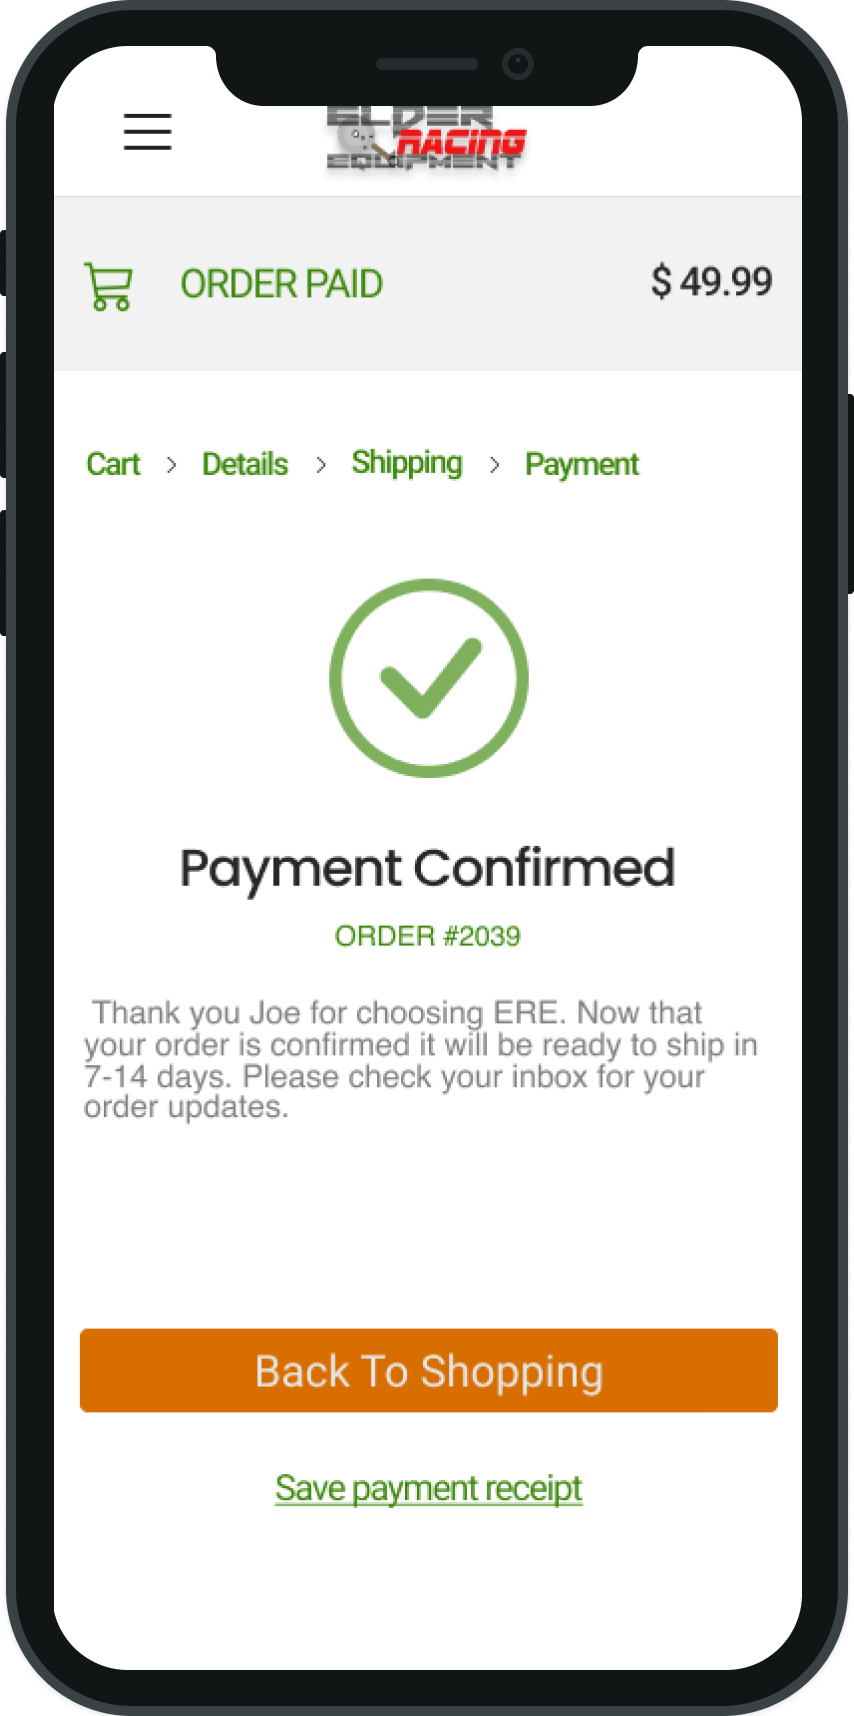 ELDER
RACING
EQUIPMENT
ORDER PAID
$ 49.99
Cart > Details > Shipping > Payment
Payment Confirmed
ORDER #2039
Thank you Joe for choosing ERE. Now that
your order is confirmed it will be ready to ship in
7-14 days. Please check your inbox for your
order updates.
Back To Shopping
Save payment receipt